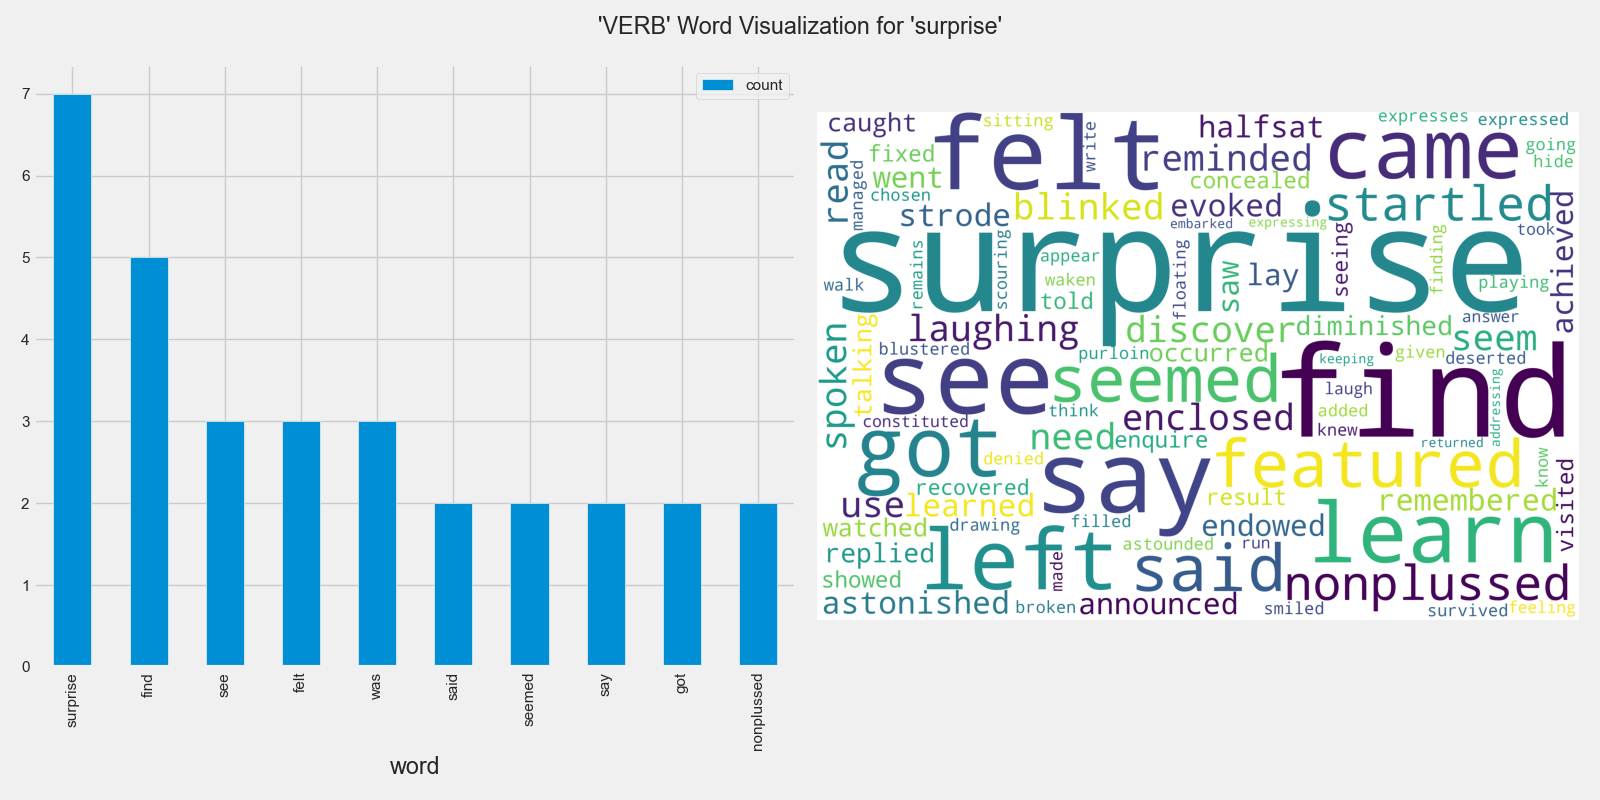 'VERB' Word Visualization for 'surprise'
count
7
6
5
4
3
2
1
0
surprise
find
see
felt
was
said
seemed
say
got
nonplussed
word
caught
sitting
felt
write
halfsat
expresses
expressed
came
going
hide
read
managed
fixed
went
chosen
reminded
concealed
strode
blinked
evoked
embarked
expressing
startled
took
achieved
surprise
walk
remains
scouring
appear
waken
told
floating
saw
lay
seeing
finding
playing
answer
laughing
discover
diminished
seem
spoken
talking
blustered
purloin
occurred
keeping
given
deserted
see
seemed
find
laugh
added
knew
addressing
think
constituted
enclosed
got
need
enquire
returned
denied
say
featured
know
recovered
result
remembered
visited
use
learned
watched
drawing
filled
endowed
learn
replied
left
astounded
run
said
made
showed
nonplussed
astonished
broken
announced
smiled
survived
feeling